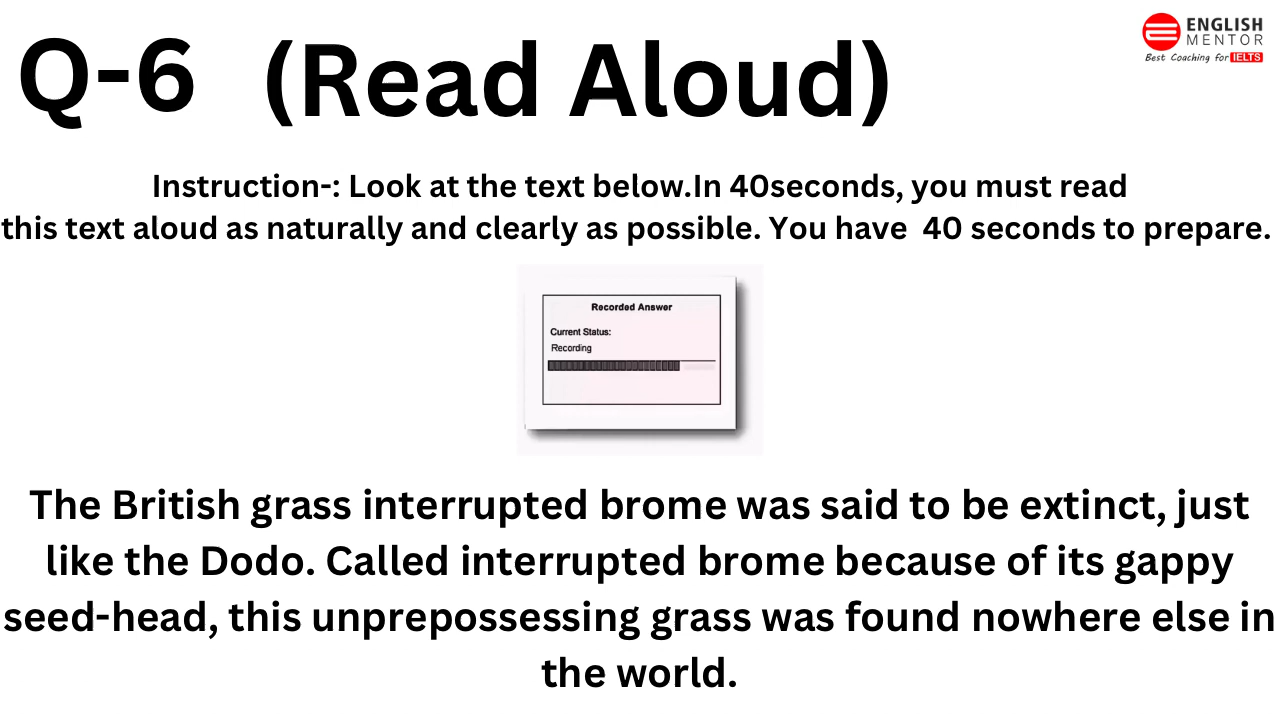 Q-6 (Read Aloud)
ENGLISH
MENTOR
Best Coaching for IELTS
Instruction-: Look at the text below.In 40seconds, you must read
this text aloud as naturally and clearly as possible. You have  40 seconds to prepare.
Recorded Answer
Current Status:
Recording
The British grass interrupted brome was said to be extinct, just
like the Dodo. Called interrupted brome because of its gappy
seed-head, this unprepossessing grass was found nowhere else in
the world.